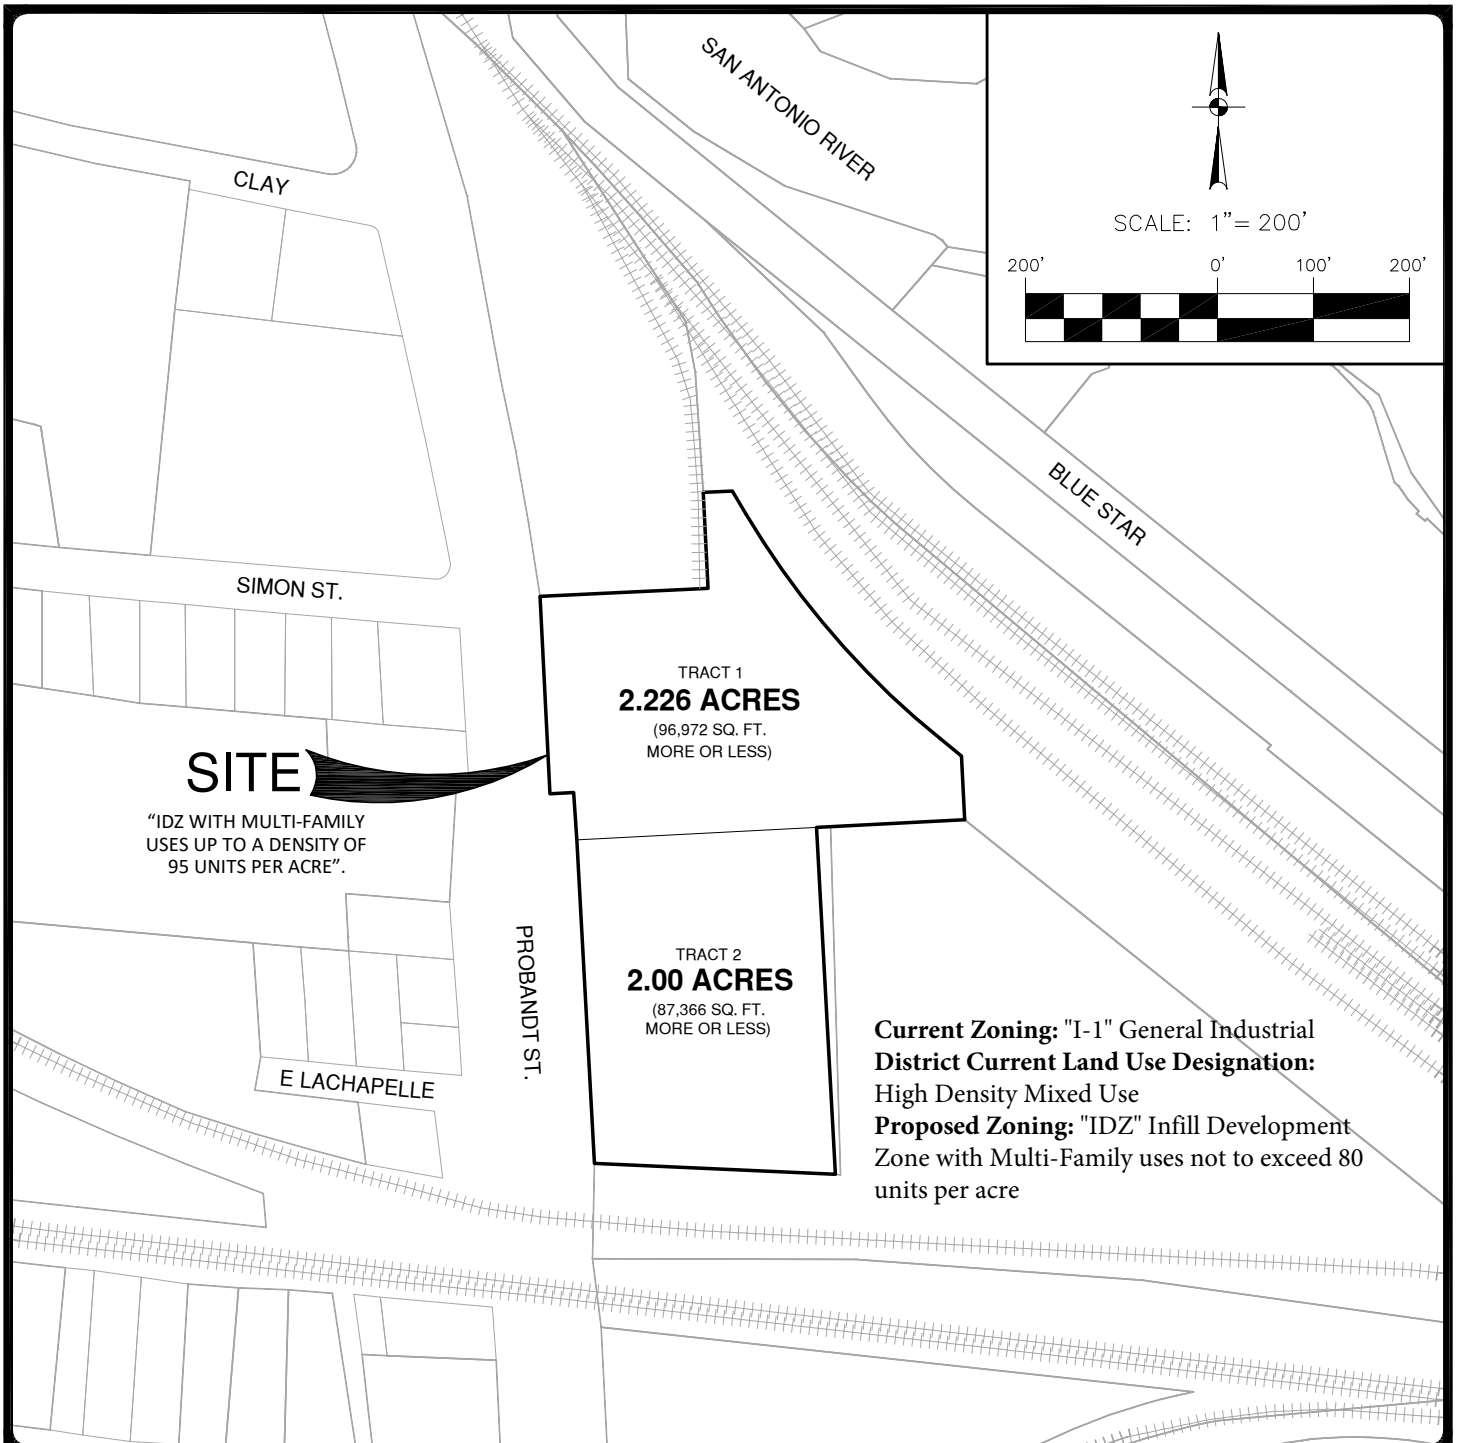 SAN ANTONIO RIVER
SCALE: 1"= 200'
200' 0' 100' 200'
CLAY
BLUE STAR
SIMON ST.
TRACT 1
2.226 ACRES
(96,972 SQ. FT.
MORE OR LESS)
SITE
“IDZ WITH MULTI-FAMILY
USES UP TO A DENSITY OF
95 UNITS PER ACRE”.
PROBANDT ST.
TRACT 2
2.00 ACRES
(87,366 SQ. FT.
MORE OR LESS)
E LACHAPELLE
Current Zoning: "I-1" General Industrial
District Current Land Use Designation:
High Density Mixed Use
Proposed Zoning: "IDZ" Infill Development
Zone with Multi-Family uses not to exceed 80
units per acre